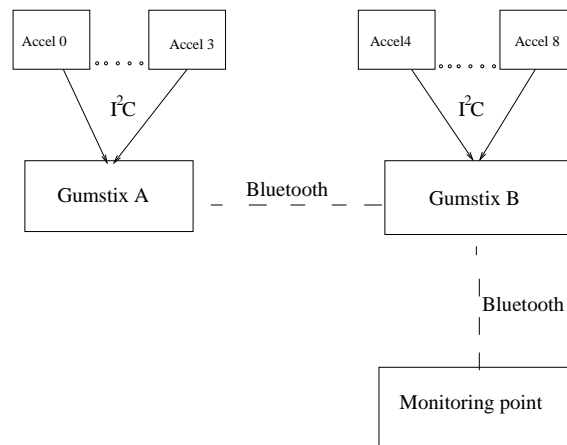 Accel 0
Accel 3
Accel4
Accel 8
I²C
I²C
Gumstix A
Bluetooth
Gumstix B
Bluetooth
Monitoring point